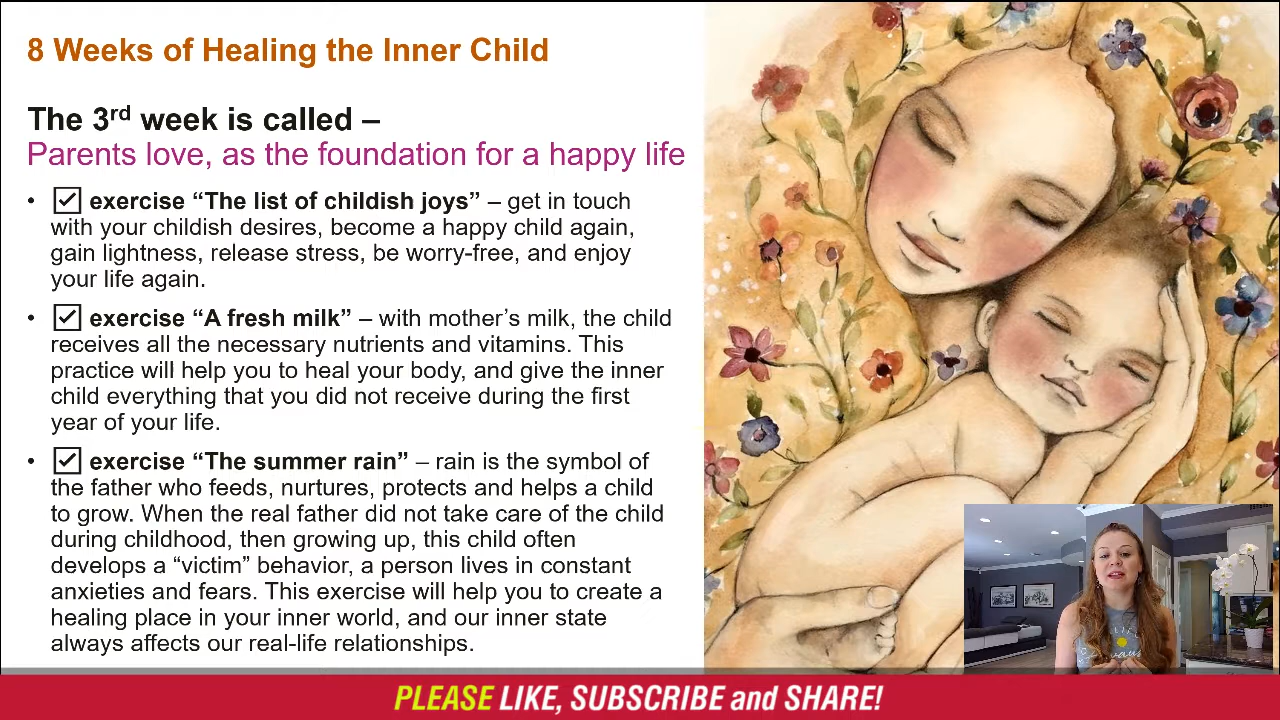 8 Weeks of Healing the Inner Child
The 3rd week is called –
Parents love, as the foundation for a happy life
• ☑ exercise “The list of childish joys” – get in touch
with your childish desires, become a happy child again,
gain lightness, release stress, be worry-free, and enjoy
your life again.
• ☑ exercise “A fresh milk” – with mother’s milk, the child
receives all the necessary nutrients and vitamins. This
practice will help you to heal your body, and give the inner
child everything that you did not receive during the first
year of your life.
• ☑ exercise “The summer rain” – rain is the symbol of
the father who feeds, nurtures, protects and helps a child
to grow. When the real father did not take care of the child
during childhood, then growing up, this child often
develops a “victim” behavior, a person lives in constant
anxieties and fears. This exercise will help you to create a
healing place in your inner world, and our inner state
always affects our real-life relationships.
PLEASE LIKE, SUBSCRIBE and SHARE!